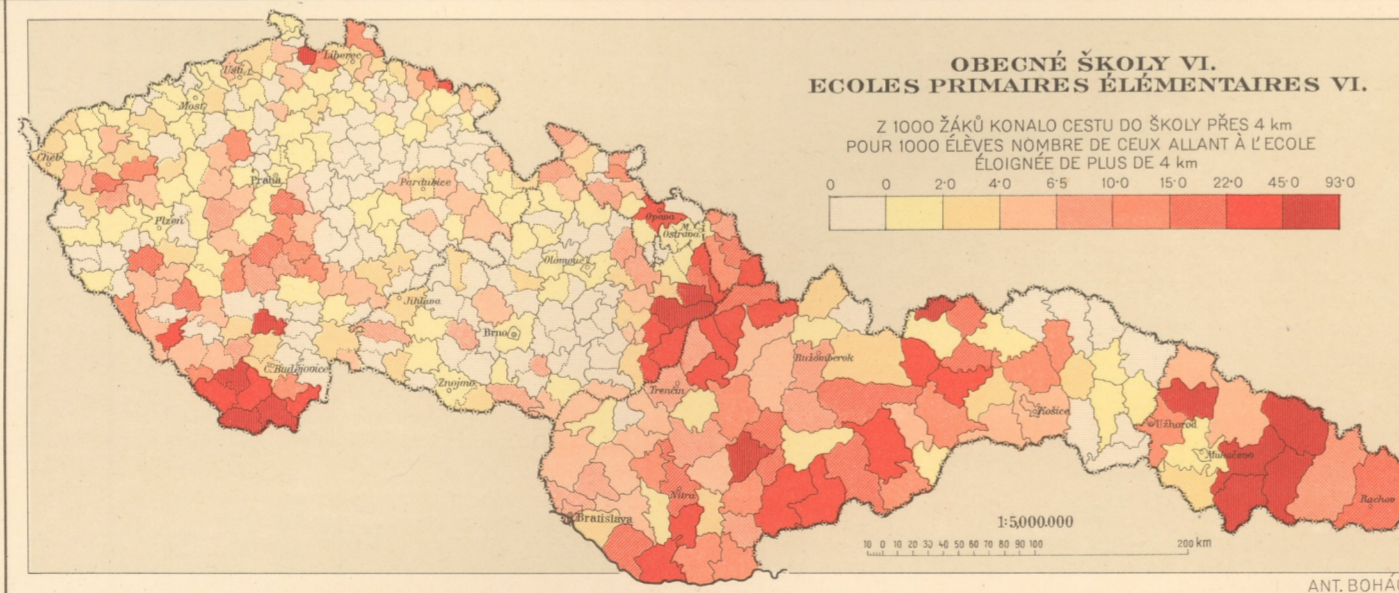 OBECNÉ ŠKOLY VI.
ECOLES PRIMAIRES ÉLÉMENTAIRES VI.
Z 1000 ŽÁKŮ KONALO CESTU DO ŠKOLY PŘES 4 km
POUR 1000 ÉLÈVES NOMBRE DE CEUX ALLANT À L'ECOLE
ÉLOIGNÉE DE PLUS DE 4 km
0 0 2·0 4·0 6·5 10·0 15·0 22·0 45·0 93·0
Liberec
Ústí
Most
Cheb
Praha
Pardubice
Plzeň
Opava
M.
Ostrava
Olomouc
Jihlava
Brno
Č. Budějovice
Znojmo
Ružomberok
Trenčín
Košice
Užhorod
Mukačevo
Nitra
Bratislava
Rachov
1:5,000.000
10 0 10 20 30 40 50 60 70 80 90 100 200 km
ANT. BOHÁČ